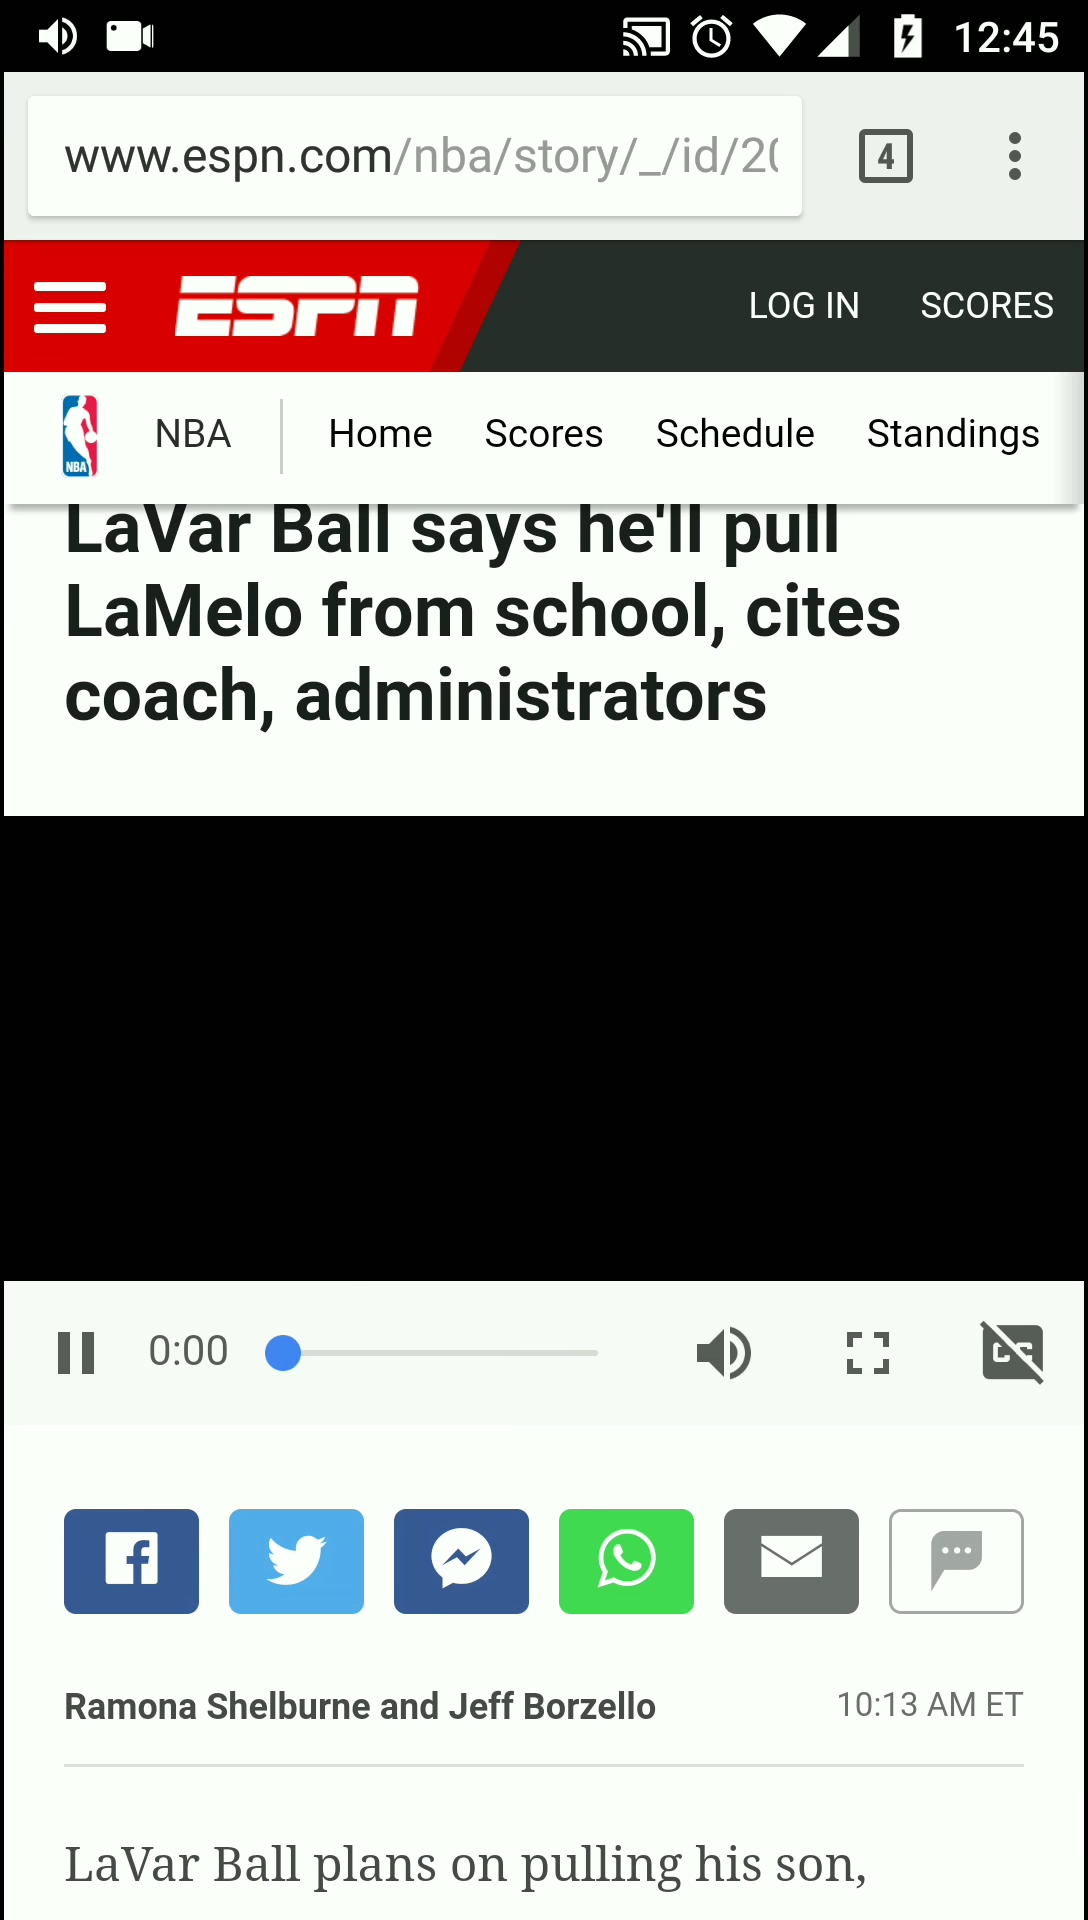 12:45
www.espn.com/nba/story/_/id/20
4
ESPN
LOG IN
SCORES
NBA
NBA
Home
Scores
Schedule
Standings
LaVar Ball says he'll pull
LaMelo from school, cites
coach, administrators
0:00
CC
Ramona Shelburne and Jeff Borzello
10:13 AM ET
LaVar Ball plans on pulling his son,